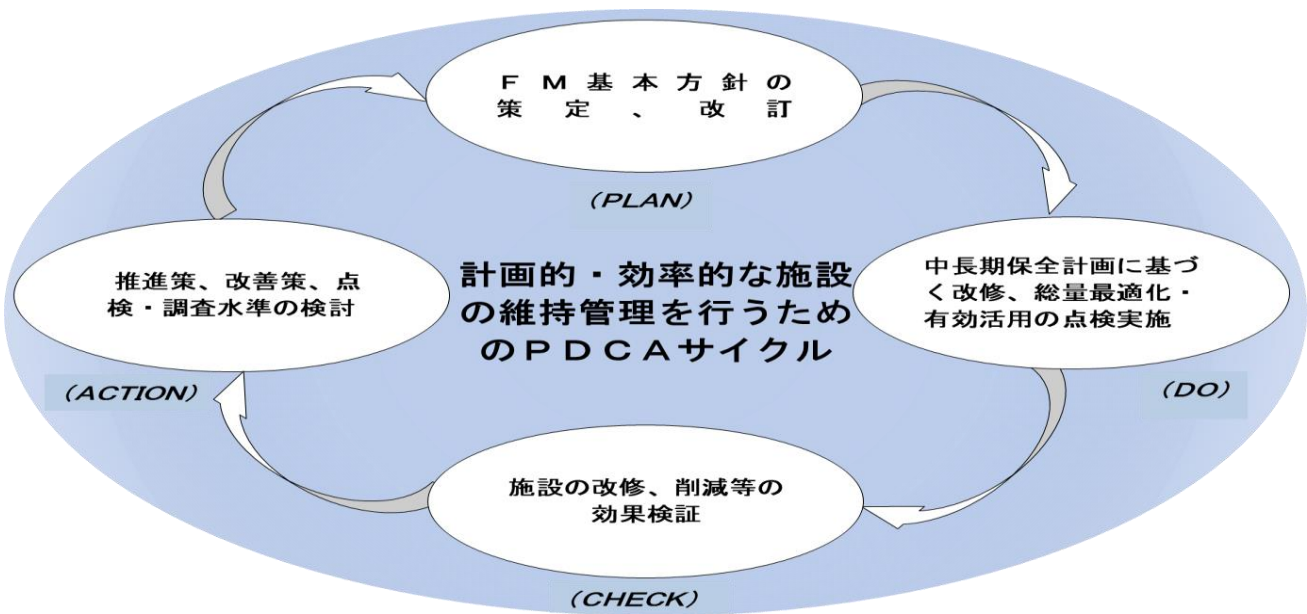 FM基本方針の
策定、改訂
(PLAN)
中長期保全計画に基づ
く改修、総量最適化・
有効活用の点検実施
(DO)
施設の改修、削減等の
効果検証
(CHECK)
推進策、改善策、点
検・調査水準の検討
(ACTION)
計画的・効率的な施設
の維持管理を行うため
のPDCAサイクル